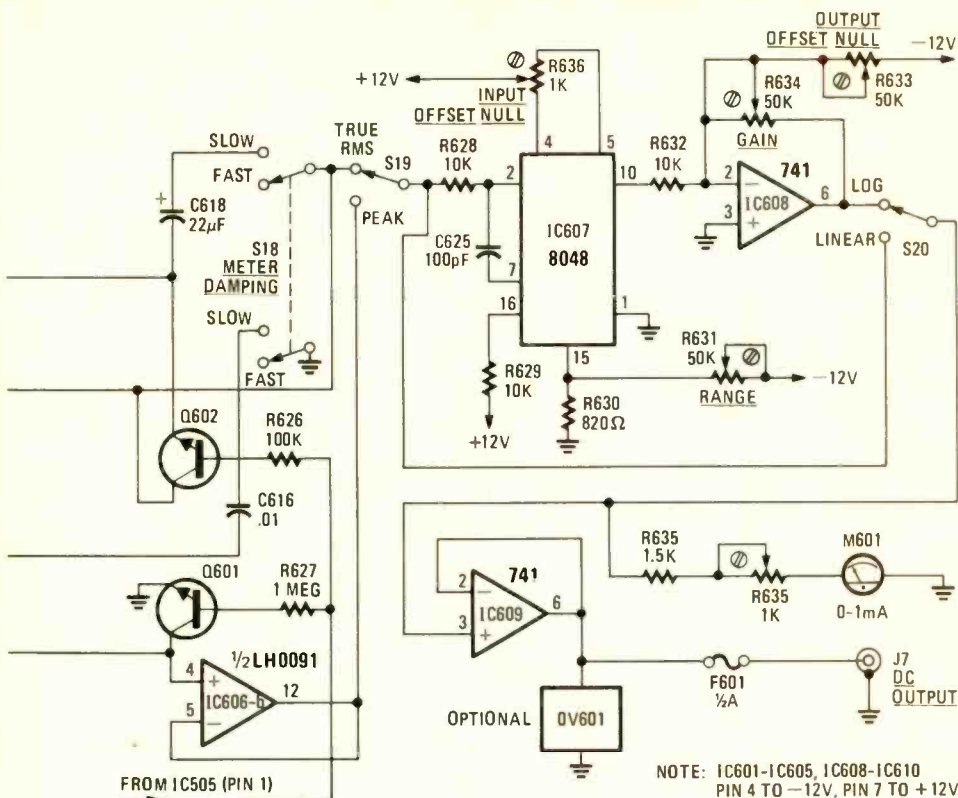 OUTPUT
OFFSET NULL
−12V
+12V
R636
1K
INPUT
OFFSET NULL
R634
50K
R633
50K
GAIN
SLOW
FAST
TRUE
RMS
S19
R628
10K
4
5
R632
10K
741
2
10
2
6
LOG
IC608
3
C618
22µF
PEAK
IC607
8048
LINEAR
S20
C625
100pF
S18
METER
DAMPING
7
16
1
SLOW
15
R631
50K
−12V
FAST
R629
10K
R630
820Ω
RANGE
+12V
Q602
R626
100K
C616
.01
R635
1.5K
M601
Q601
R627
1 MEG
741
2
IC609
6
3
R635
1K
0-1mA
½LH0091
4
IC606-b
12
5
F601
½A
J7
DC
OUTPUT
OPTIONAL
OV601
FROM IC505 (PIN 1)
NOTE: IC601-IC605, IC608-IC610
PIN 4 TO −12V, PIN 7 TO +12V